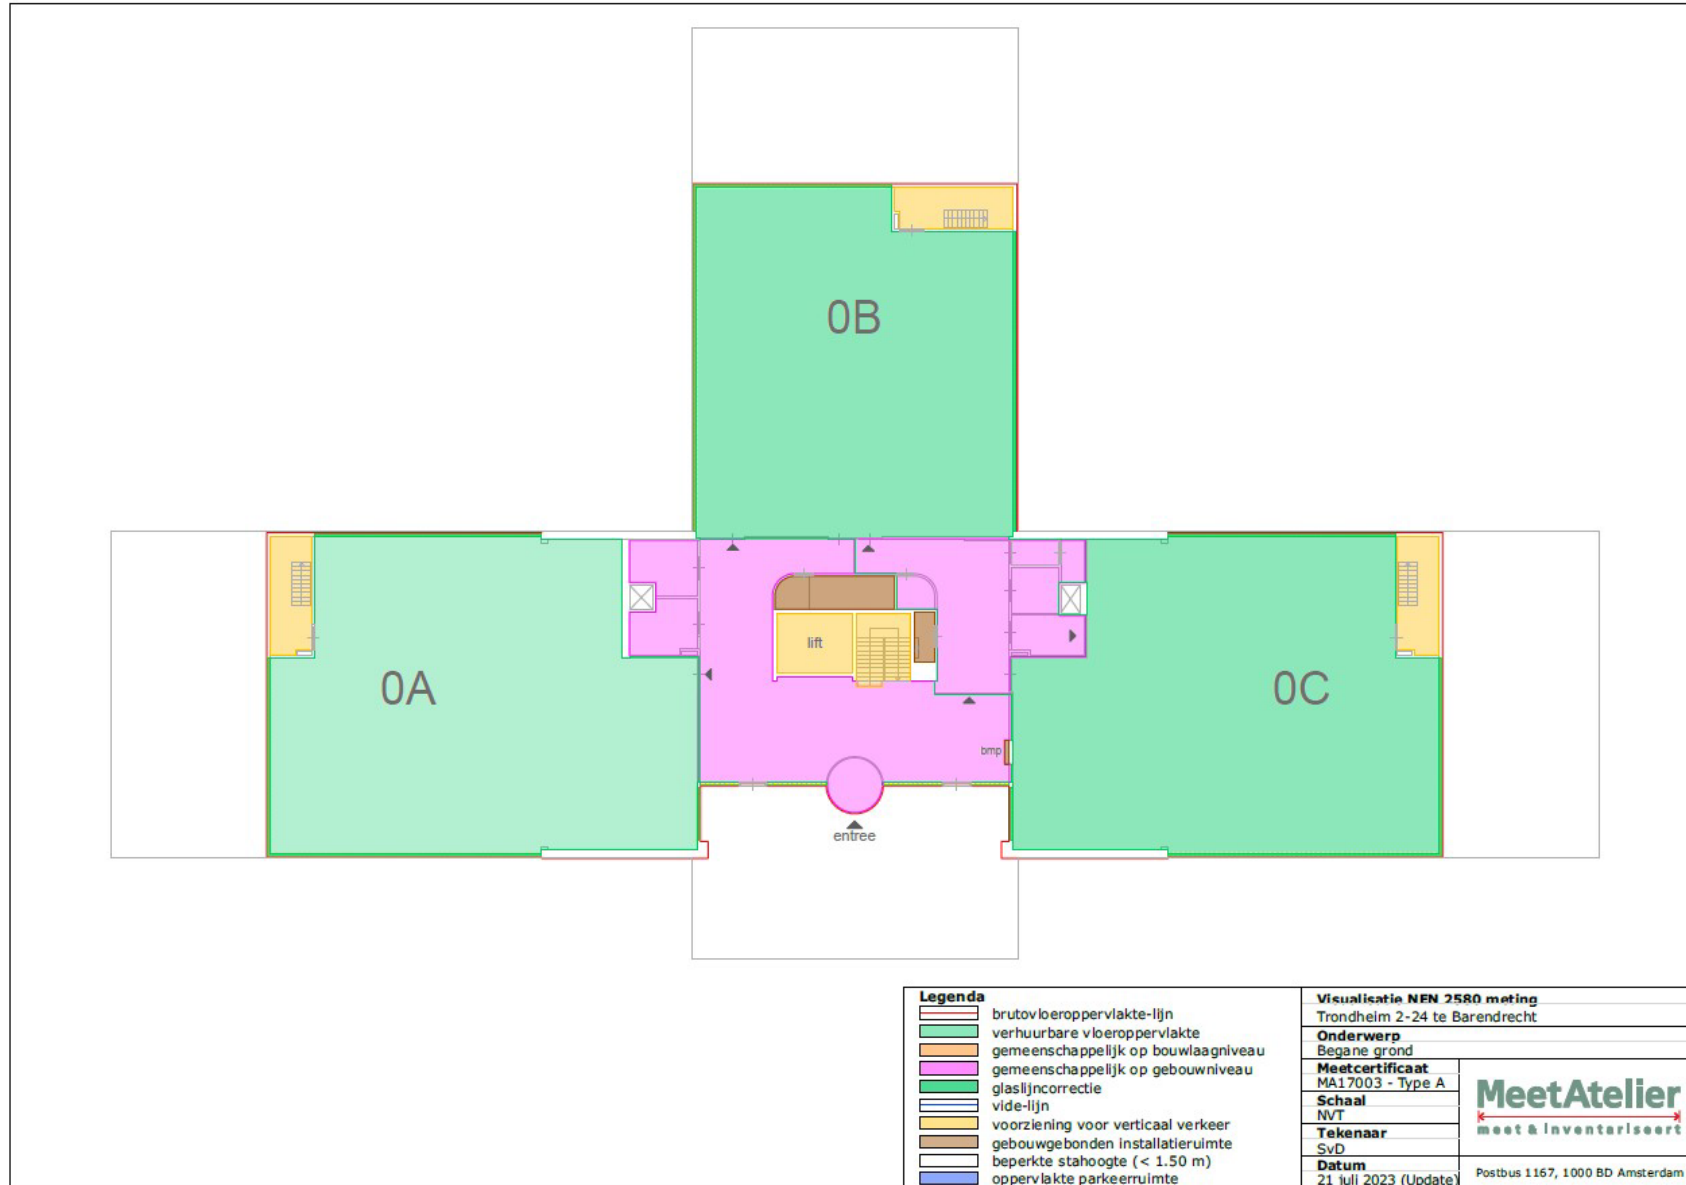 0B
lift
0A
0C
bmp
entree
Legenda
brutovloeroppervlakte-lijn
verhuurbare vloeroppervlakte
gemeenschappelijk op bouwlaagniveau
gemeenschappelijk op gebouwniveau
glaslijncorrectie
vide-lijn
voorziening voor verticaal verkeer
gebouwgebonden installatieruimte
beperkte stahoogte (< 1.50 m)
oppervlakte parkeerruimte
Visualisatie NEN 2580 meting
Trondheim 2-24 te Barendrecht
Onderwerp
Begane grond
Meetcertificaat
MA17003 - Type A
Schaal
NVT
Tekenaar
SvD
Datum
21 juli 2023 (Update)
MeetAtelier
meet & inventariseert
Postbus 1167, 1000 BD Amsterdam